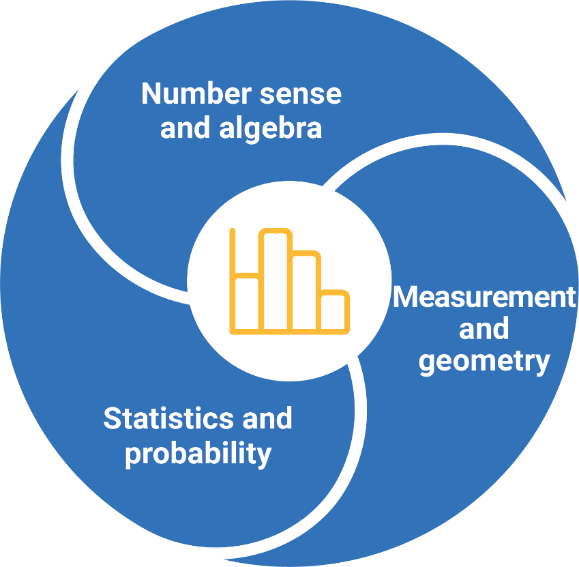 Number sense
and algebra
Measurement
and
geometry
Statistics and
probability